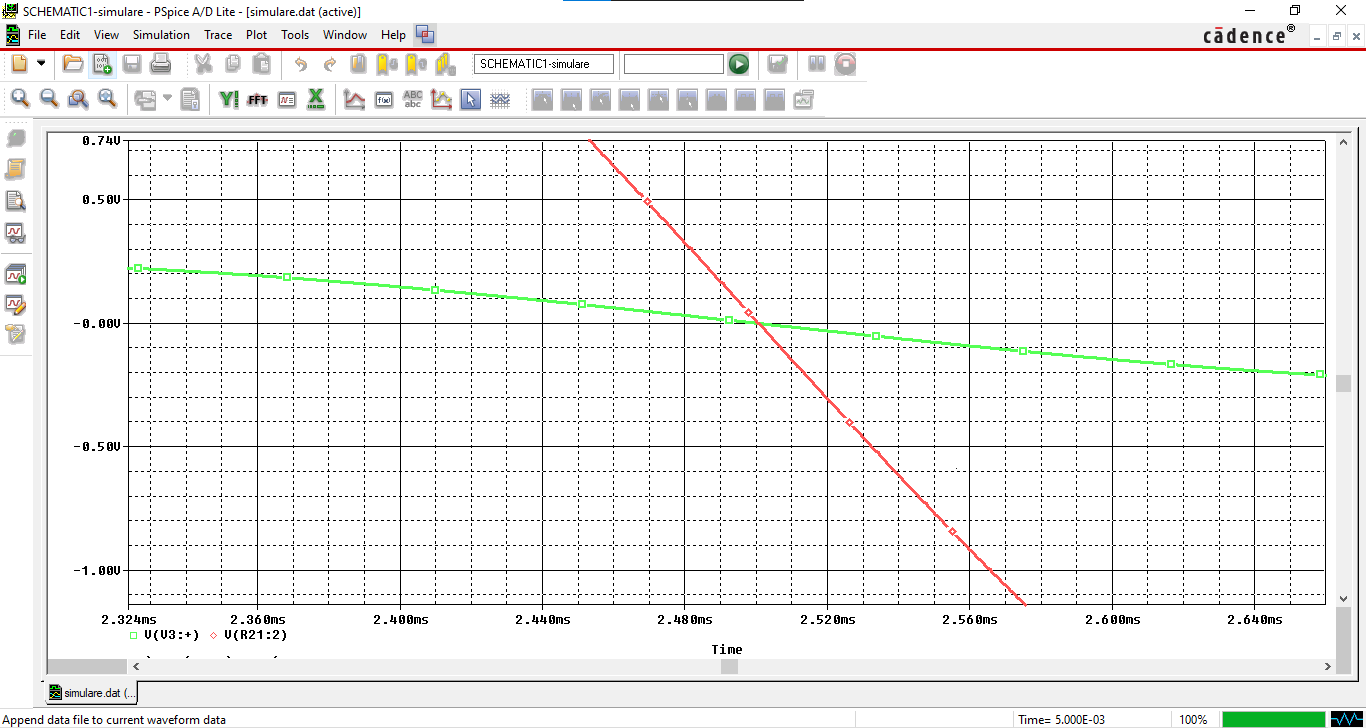 SCHEMATIC1-simulare - PSpice A/D Lite - [simulare.dat (active)]
File Edit View Simulation Trace Plot Tools Window Help
cādence®
SCHEMATIC1-simulare
FFT
ABC
abc
0.74V
0.50V
-0.00V
-0.50V
-1.00V
2.324ms 2.360ms 2.400ms 2.440ms 2.480ms 2.520ms 2.560ms 2.600ms 2.640ms
V(V3:+) V(R21:2)
Time
simulare.dat (...
Append data file to current waveform data
Time= 5.000E-03
100%